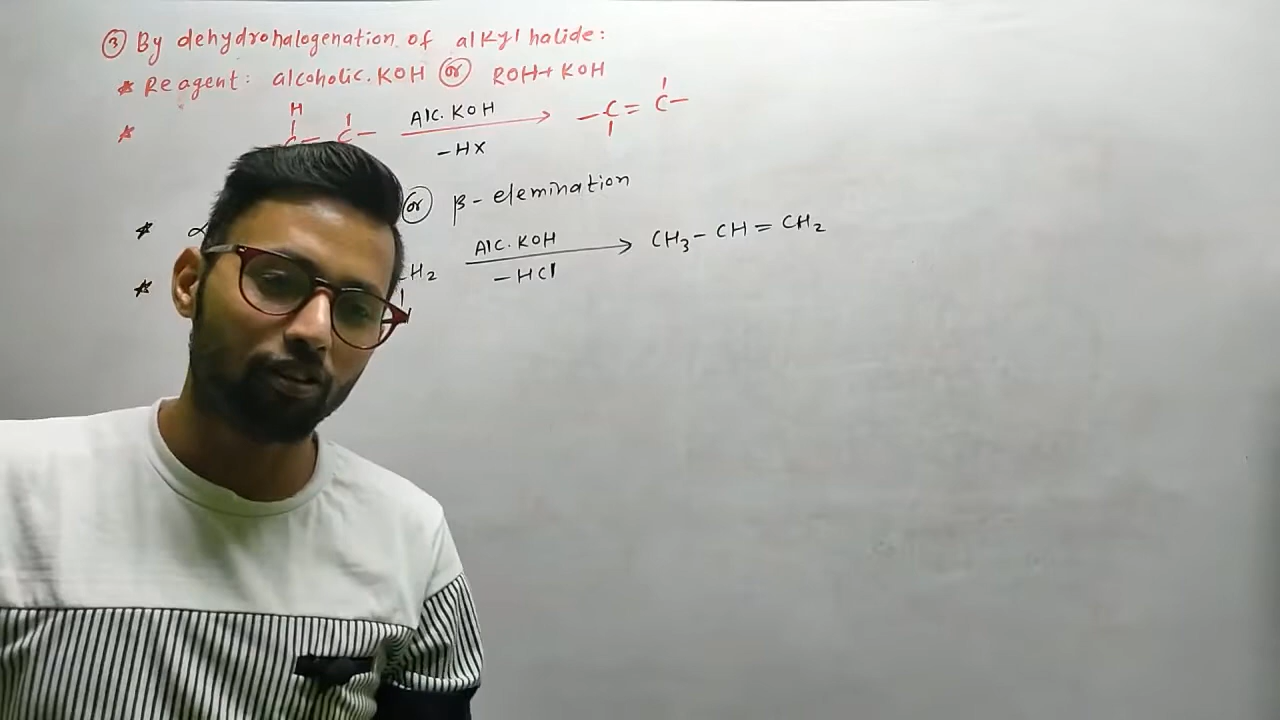 ③ By dehydrohalogenation of alkyl halide:
* Reagent: alcoholic.KOH (or) ROH+KOH
H
* C – C – Alc. KOH – C = C –
– HX
* α (or) β - elemination
* H2 Alc. KOH CH3 – CH = CH2
– HCl